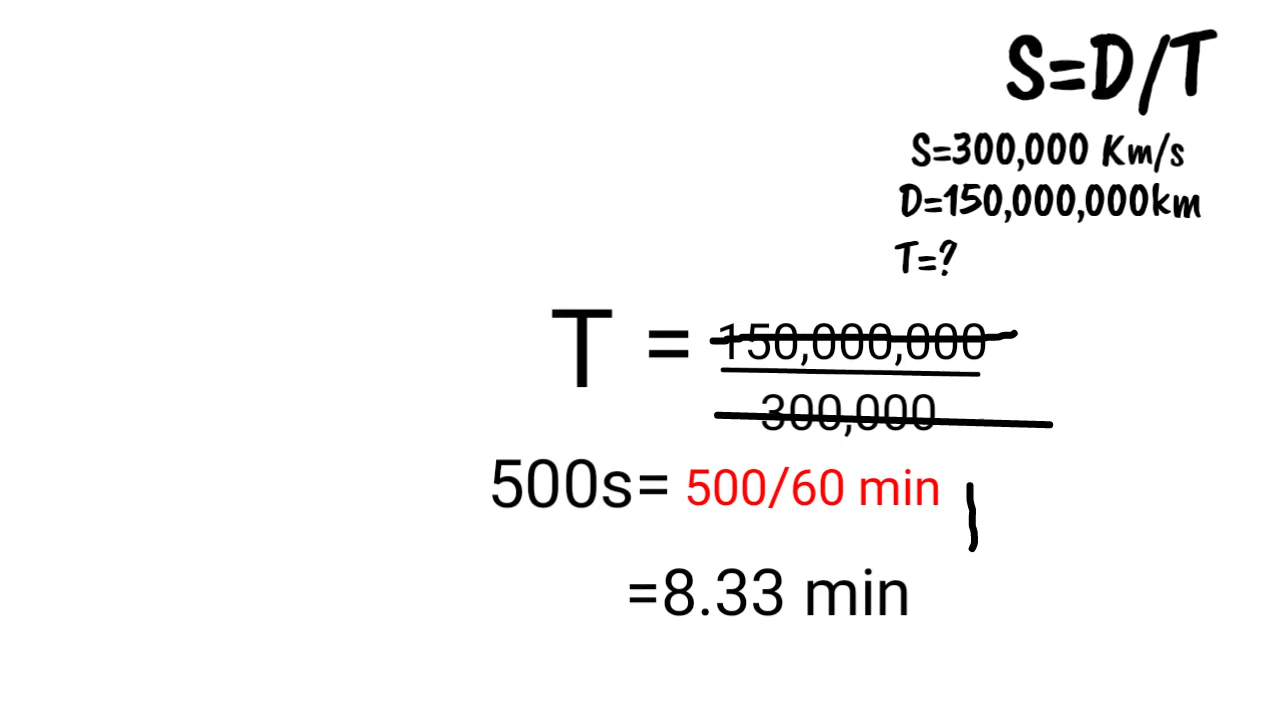 S=D/T
S=300,000 Km/s
D=150,000,000km
T=?
T = 150,000,000
300,000
500s= 500/60 min
=8.33 min